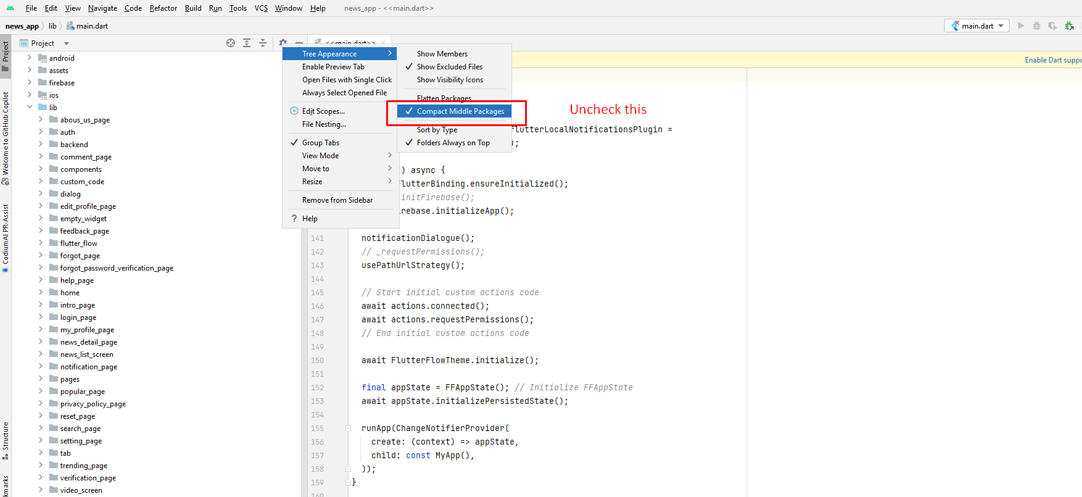 File Edit View Navigate Code Refactor Build Run Tools VCS Window Help news_app - <<main.dart>>
news_app lib main.dart main.dart
Project <<main.dart>>
Enable Dart supp
Project
Welcome to GitHub Copilot
CodiumAI PR-Assist
Structure
kmarks
android
assets
firebase
ios
lib
abous_us_page
auth
backend
comment_page
components
custom_code
dialog
edit_profile_page
empty_widget
feedback_page
flutter_flow
forgot_page
forgot_password_verification_page
help_page
home
intro_page
login_page
my_profile_page
news_detail_page
news_list_screen
notification_page
pages
popular_page
privacy_policy_page
reset_page
search_page
setting_page
tab
trending_page
verification_page
video_screen
Tree Appearance
Enable Preview Tab
Open Files with Single Click
Always Select Opened File
Edit Scopes...
File Nesting...
Group Tabs
View Mode
Move to
Resize
Remove from Sidebar
? Help
Show Members
Show Excluded Files
Show Visibility Icons
Flatten Packages
Compact Middle Packages
Sort by Type
Folders Always on Top
Uncheck this
FlutterLocalNotificationsPlugin =
);
) async {
FlutterBinding.ensureInitialized();
initFirebase();
rebase.initializeApp();
141 notificationDialogue();
142 // _requestPermissions();
143 usePathUrlStrategy();
144
145 // Start initial custom actions code
146 await actions.connected();
147 await actions.requestPermissions();
148 // End initial custom actions code
149
150 await FlutterFlowTheme.initialize();
151
152 final appState = FFAppState(); // Initialize FFAppState
153 await appState.initializePersistedState();
154
155 runApp(ChangeNotifierProvider(
156 create: (context) => appState,
157 child: const MyApp(),
158 ));
159 }
160